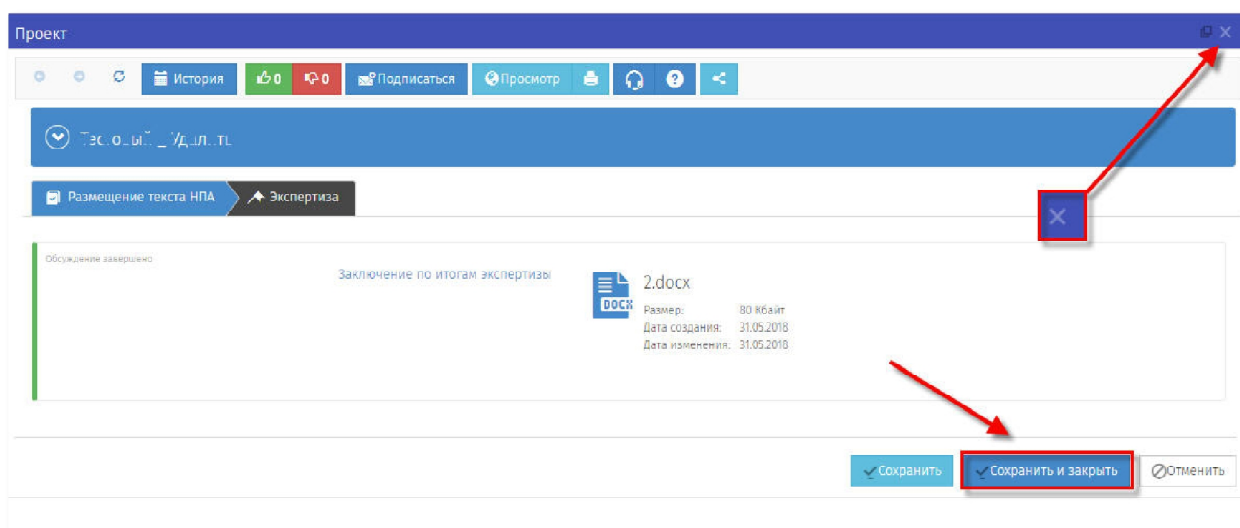 Проект
История 0 0 Подписаться Просмотр
Размещение текста НПА Экспертиза
Обсуждение завершено
Заключение по итогам экспертизы
2.docx
DOCX
Размер: 80 Кбайт
Дата создания: 31.05.2018
Дата изменения: 31.05.2018
Сохранить Сохранить и закрыть Отменить